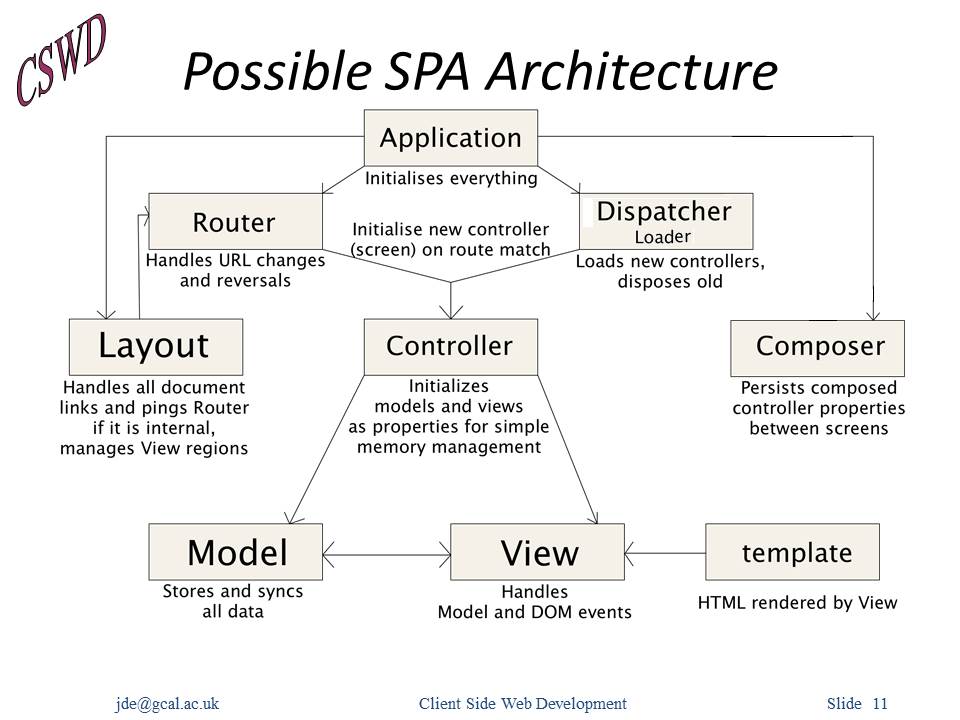 CSWD
Possible SPA Architecture
Application
Initialises everything
Router
Handles URL changes
and reversals
Initialise new controller
(screen) on route match
Dispatcher
Loader
Loads new controllers,
disposes old
Layout
Handles all document
links and pings Router
if it is internal,
manages View regions
Controller
Initializes
models and views
as properties for simple
memory management
Composer
Persists composed
controller properties
between screens
Model
Stores and syncs
all data
View
Handles
Model and DOM events
template
HTML rendered by View
jde@gcal.ac.uk
Client Side Web Development
Slide 11